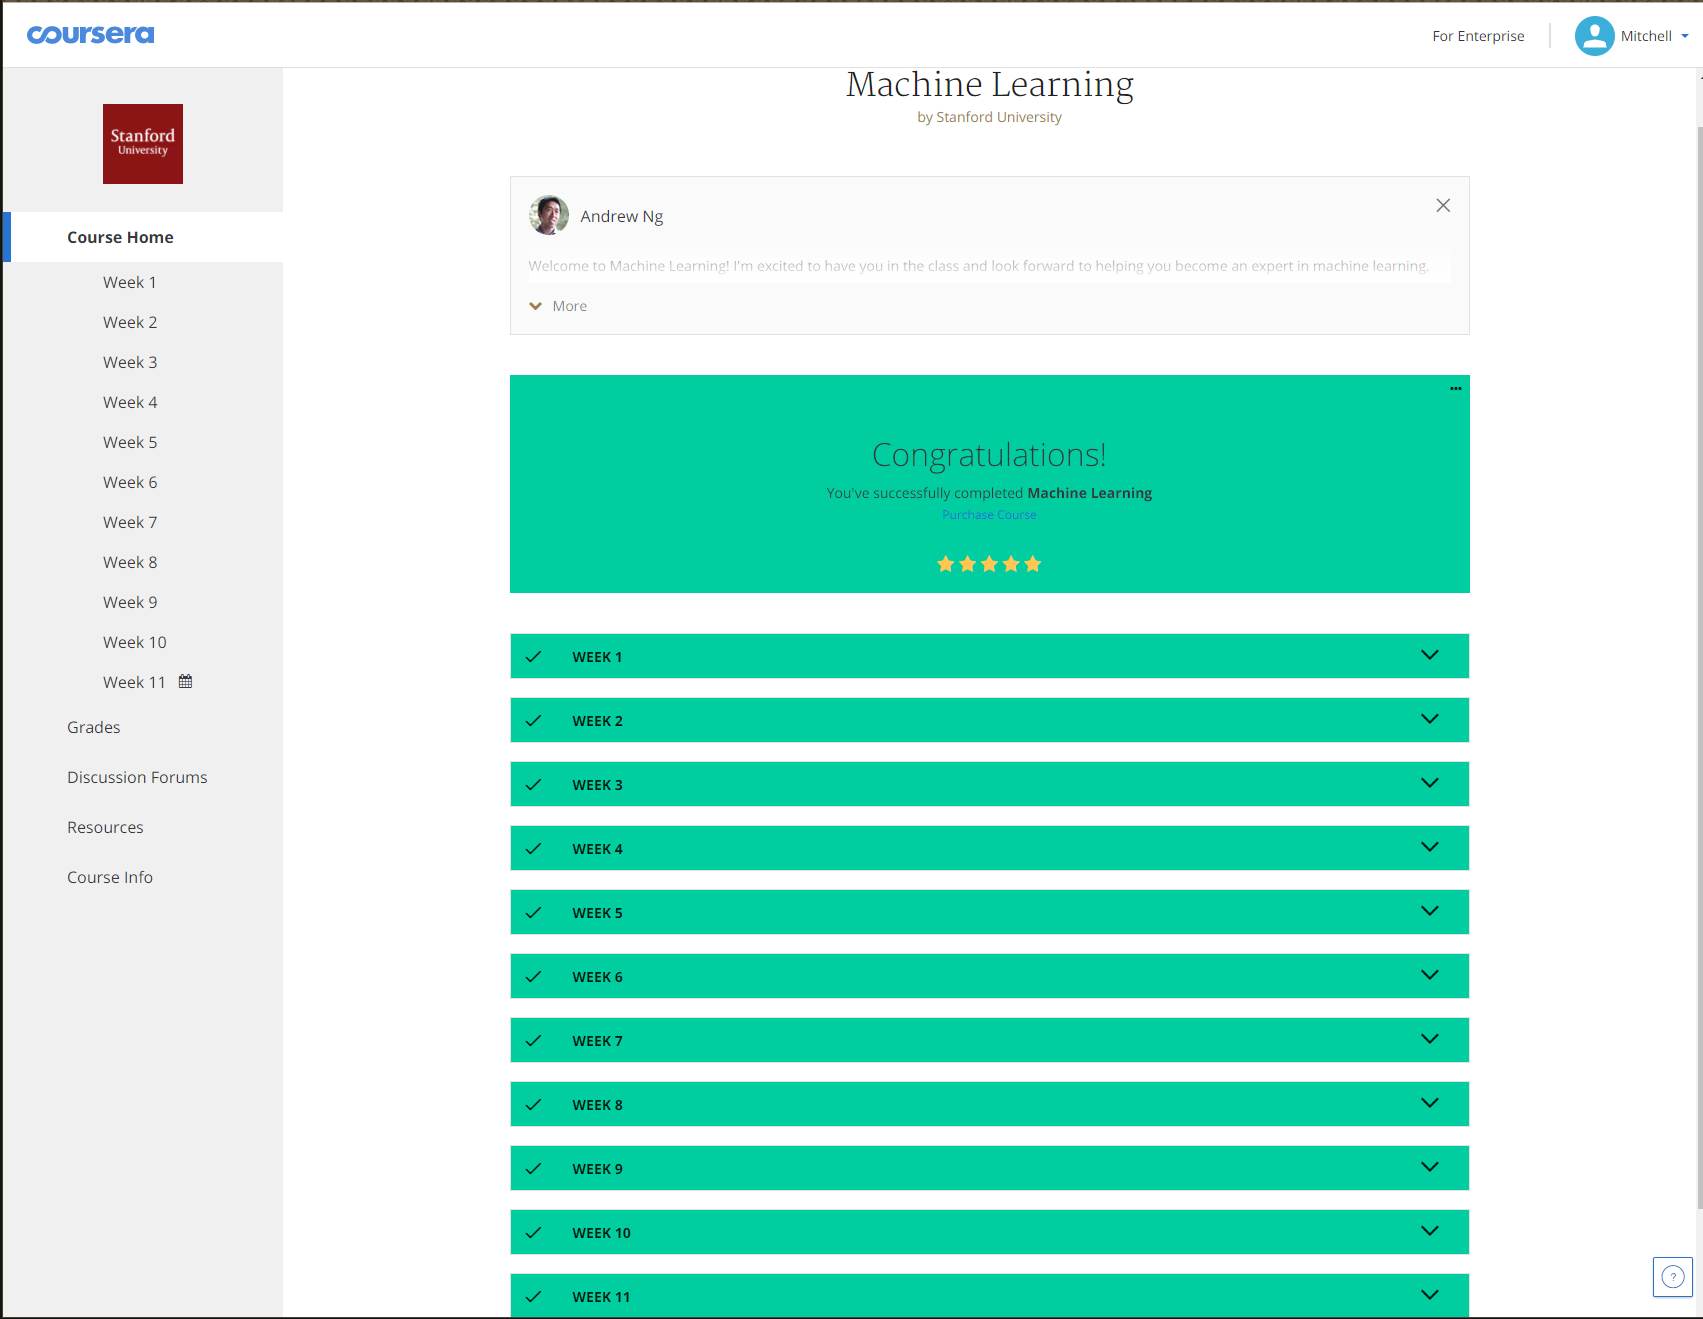 coursera
For Enterprise
Mitchell
Stanford
University
Course Home
Week 1
Week 2
Week 3
Week 4
Week 5
Week 6
Week 7
Week 8
Week 9
Week 10
Week 11
Grades
Discussion Forums
Resources
Course Info
Machine Learning
by Stanford University
Andrew Ng
Welcome to Machine Learning! I'm excited to have you in the class and look forward to helping you become an expert in machine learning.
More
Congratulations!
You've successfully completed Machine Learning
Purchase Course
WEEK 1
WEEK 2
WEEK 3
WEEK 4
WEEK 5
WEEK 6
WEEK 7
WEEK 8
WEEK 9
WEEK 10
WEEK 11
?